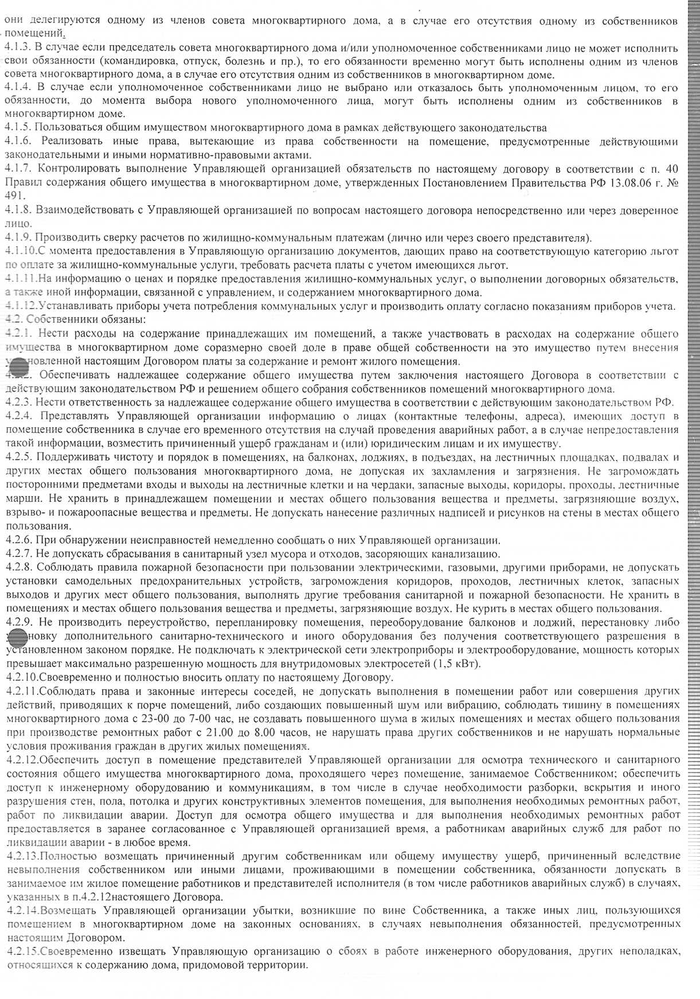 они делегируются одному из членов совета многоквартирного дома, а в случае его отсутствия одному из собственников
помещений.
4.1.3. В случае если председатель совета многоквартирного дома и/или уполномоченное собственниками лицо не может исполнить
свои обязанности (командировка, отпуск, болезнь и пр.), то его обязанности временно могут быть исполнены одним из членов
совета многоквартирного дома, а в случае его отсутствия одним из собственников в многоквартирном доме.
4.1.4. В случае если уполномоченное собственниками лицо не выбрано или отказалось быть уполномоченным лицом, то его
обязанности, до момента выбора нового уполномоченного лица, могут быть исполнены одним из собственников в
многоквартирном доме.
4.1.5. Пользоваться общим имуществом многоквартирного дома в рамках действующего законодательства
4.1.6. Реализовать иные права, вытекающие из права собственности на помещение, предусмотренные действующими
законодательными и иными нормативно-правовыми актами.
4.1.7. Контролировать выполнение Управляющей организацией обязательств по настоящему договору в соответствии с п. 40
Правил содержания общего имущества в многоквартирном доме, утвержденных Постановлением Правительства РФ 13.08.06 г. №
491.
4.1.8. Взаимодействовать с Управляющей организацией по вопросам настоящего договора непосредственно или через доверенное
лицо.
4.1.9. Производить сверку расчетов по жилищно-коммунальным платежам (лично или через своего представителя).
4.1.10.С момента предоставления в Управляющую организацию документов, дающих право на соответствующую категорию льгот
по оплате за жилищно-коммунальные услуги, требовать расчета платы с учетом имеющихся льгот.
4.1.11.На информацию о ценах и порядке предоставления жилищно-коммунальных услуг, о выполнении договорных обязательств,
а также иной информации, связанной с управлением, и содержанием многоквартирного дома.
4.1.12.Устанавливать приборы учета потребления коммунальных услуг и производить оплату согласно показаниям приборов учета.
4.2. Собственники обязаны:
4.2.1. Нести расходы на содержание принадлежащих им помещений, а также участвовать в расходах на содержание общего
имущества в многоквартирном доме соразмерно своей доле в праве общей собственности на это имущество путем внесения
новленной настоящим Договором платы за содержание и ремонт жилого помещения.
4.2.2. Обеспечивать надлежащее содержание общего имущества путем заключения настоящего Договора в соответствии с
действующим законодательством РФ и решением общего собрания собственников помещений многоквартирного дома.
4.2.3. Нести ответственность за надлежащее содержание общего имущества в соответствии с действующим законодательством РФ.
4.2.4. Представлять Управляющей организации информацию о лицах (контактные телефоны, адреса), имеющих доступ в
помещение собственника в случае его временного отсутствия на случай проведения аварийных работ, а в случае непредоставления
такой информации, возместить причиненный ущерб гражданам и (или) юридическим лицам и их имуществу.
4.2.5. Поддерживать чистоту и порядок в помещениях, на балконах, лоджиях, в подъездах, на лестничных площадках, подвалах и
других местах общего пользования многоквартирного дома, не допуская их захламления и загрязнения. Не загромождать
посторонними предметами входы и выходы на лестничные клетки и на чердаки, запасные выходы, коридоры, проходы, лестничные
марши. Не хранить в принадлежащем помещении и местах общего пользования вещества и предметы, загрязняющие воздух,
взрыво- и пожароопасные вещества и предметы. Не допускать нанесение различных надписей и рисунков на стены в местах общего
пользования.
4.2.6. При обнаружении неисправностей немедленно сообщать о них Управляющей организации.
4.2.7. Не допускать сбрасывания в санитарный узел мусора и отходов, засоряющих канализацию.
4.2.8. Соблюдать правила пожарной безопасности при пользовании электрическими, газовыми, другими приборами, не допускать
установки самодельных предохранительных устройств, загромождения коридоров, проходов, лестничных клеток, запасных
выходов и других мест общего пользования, выполнять другие требования санитарной и пожарной безопасности. Не хранить в
помещениях и местах общего пользования вещества и предметы, загрязняющие воздух. Не курить в местах общего пользования.
4.2.9. Не производить переустройство, перепланировку помещения, переоборудование балконов и лоджий, перестановку либо
новку дополнительного санитарно-технического и иного оборудования без получения соответствующего разрешения в
установленном законом порядке. Не подключать к электрической сети электроприборы и электрооборудование, мощность которых
превышает максимально разрешенную мощность для внутридомовых электросетей (1,5 кВт).
4.2.10.Своевременно и полностью вносить оплату по настоящему Договору.
4.2.11.Соблюдать права и законные интересы соседей, не допускать выполнения в помещении работ или совершения других
действий, приводящих к порче помещений, либо создающих повышенный шум или вибрацию, соблюдать тишину в помещениях
многоквартирного дома с 23-00 до 7-00 час, не создавать повышенного шума в жилых помещениях и местах общего пользования
при производстве ремонтных работ с 21.00 до 8.00 часов, не нарушать права других собственников и не нарушать нормальные
условия проживания граждан в других жилых помещениях.
4.2.12.Обеспечить доступ в помещение представителей Управляющей организации для осмотра технического и санитарного
состояния общего имущества многоквартирного дома, проходящего через помещение, занимаемое Собственником; обеспечить
доступ к инженерному оборудованию и коммуникациям, в том числе в случае необходимости разборки, вскрытия и иного
разрушения стен, пола, потолка и других конструктивных элементов помещения, для выполнения необходимых ремонтных работ,
работ по ликвидации аварии. Доступ для осмотра общего имущества и для выполнения необходимых ремонтных работ
предоставляется в заранее согласованное с Управляющей организацией время, а работникам аварийных служб для работ по
ликвидации аварии - в любое время.
4.2.13.Полностью возмещать причиненный другим собственникам или общему имуществу ущерб, причиненный вследствие
невыполнения собственником или иными лицами, проживающими в помещении собственника, обязанности допускать в
занимаемое им жилое помещение работников и представителей исполнителя (в том числе работников аварийных служб) в случаях,
указанных в п.4.2.12настоящего Договора.
4.2.14.Возмещать Управляющей организации убытки, возникшие по вине Собственника, а также иных лиц, пользующихся
помещением в многоквартирном доме на законных основаниях, в случаях невыполнения обязанностей, предусмотренных
настоящим Договором.
4.2.15.Своевременно извещать Управляющую организацию о сбоях в работе инженерного оборудования, других неполадках,
относящихся к содержанию дома, придомовой территории.